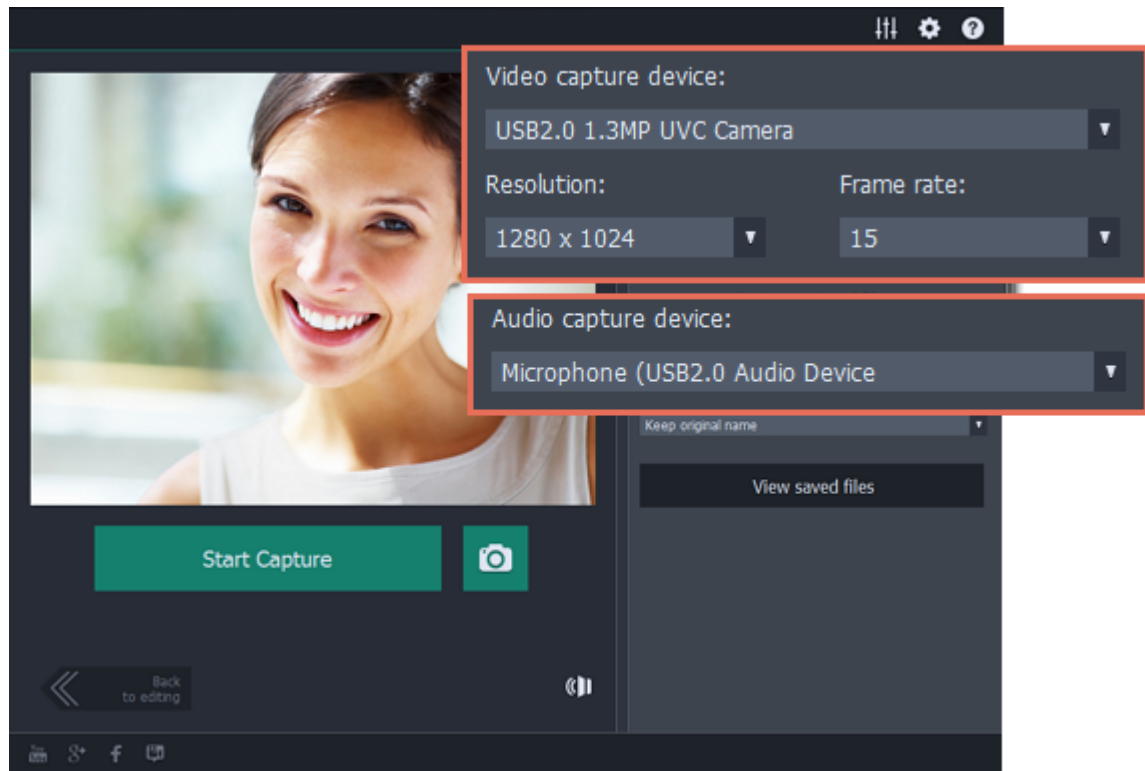 Video capture device:
USB2.0 1.3MP UVC Camera
Resolution:
Frame rate:
1280 x 1024
15
Audio capture device:
Microphone (USB2.0 Audio Device
Keep original name
View saved files
Start Capture
Back
to editing